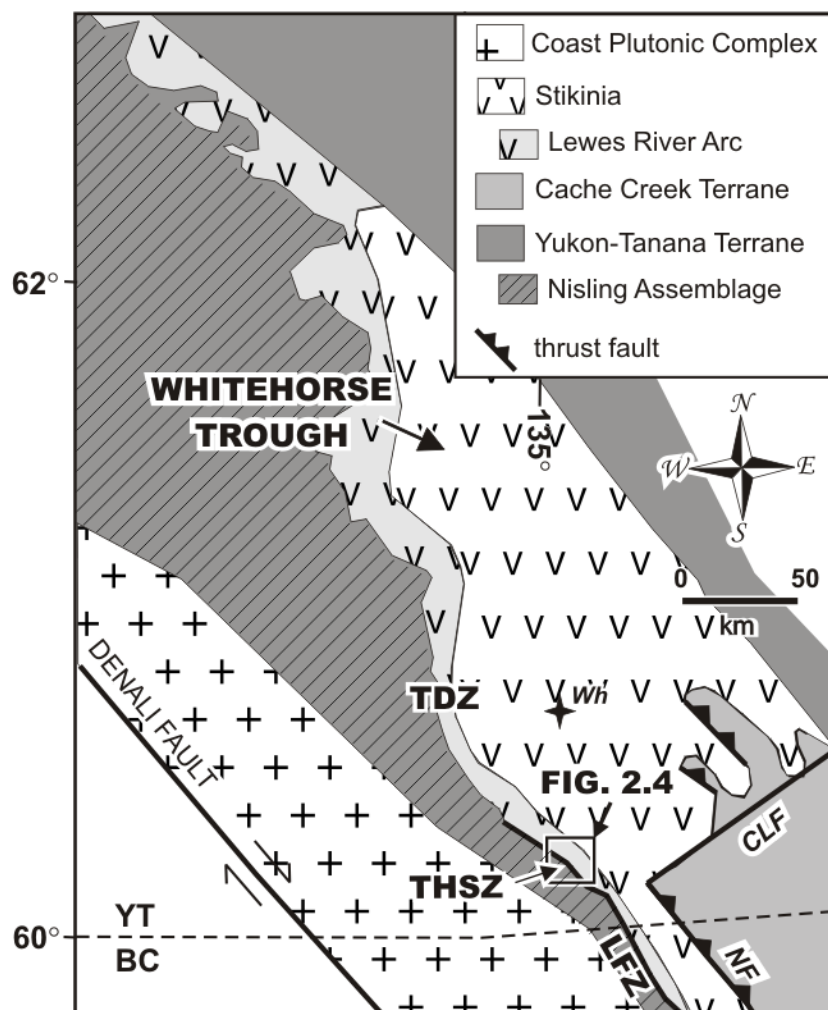 Coast Plutonic Complex
Stikinia
Lewes River Arc
Cache Creek Terrane
Yukon-Tanana Terrane
Nisling Assemblage
thrust fault
62°
WHITEHORSE
TROUGH
135°
N
W
E
S
0
50
km
DENALI FAULT
TDZ
Wh
FIG. 2.4
CLF
THSZ
YT
60°
BC
LFZ
NF